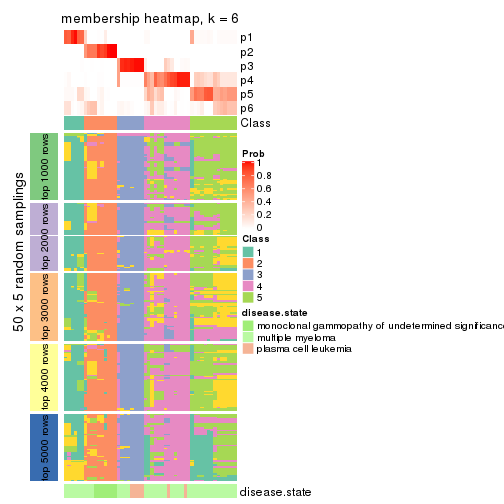 membership heatmap, k = 6
p1
p2
p3
p4
p5
p6
Class
50 x 5 random samplings
top 1000 rows
top 2000 rows
top 3000 rows
top 4000 rows
top 5000 rows
Prob
1
0.8
0.6
0.4
0.2
0
Class
1
2
3
4
5
disease.state
monoclonal gammopathy of undetermined significance
multiple myeloma
plasma cell leukemia
disease.state